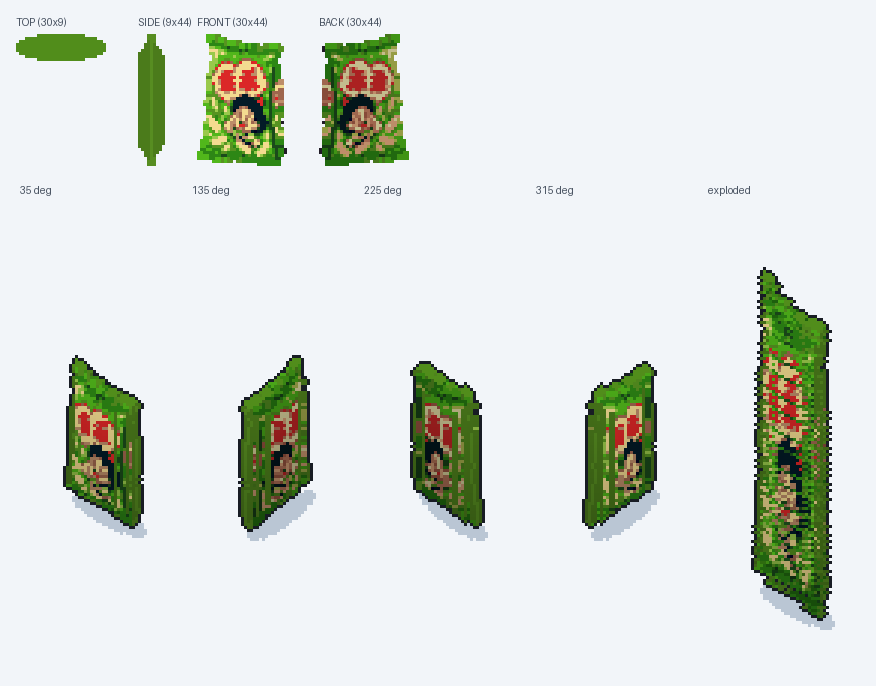 TOP (30x9)
SIDE (9x44)
FRONT (30x44)
BACK (30x44)
35 deg
135 deg
225 deg
315 deg
exploded